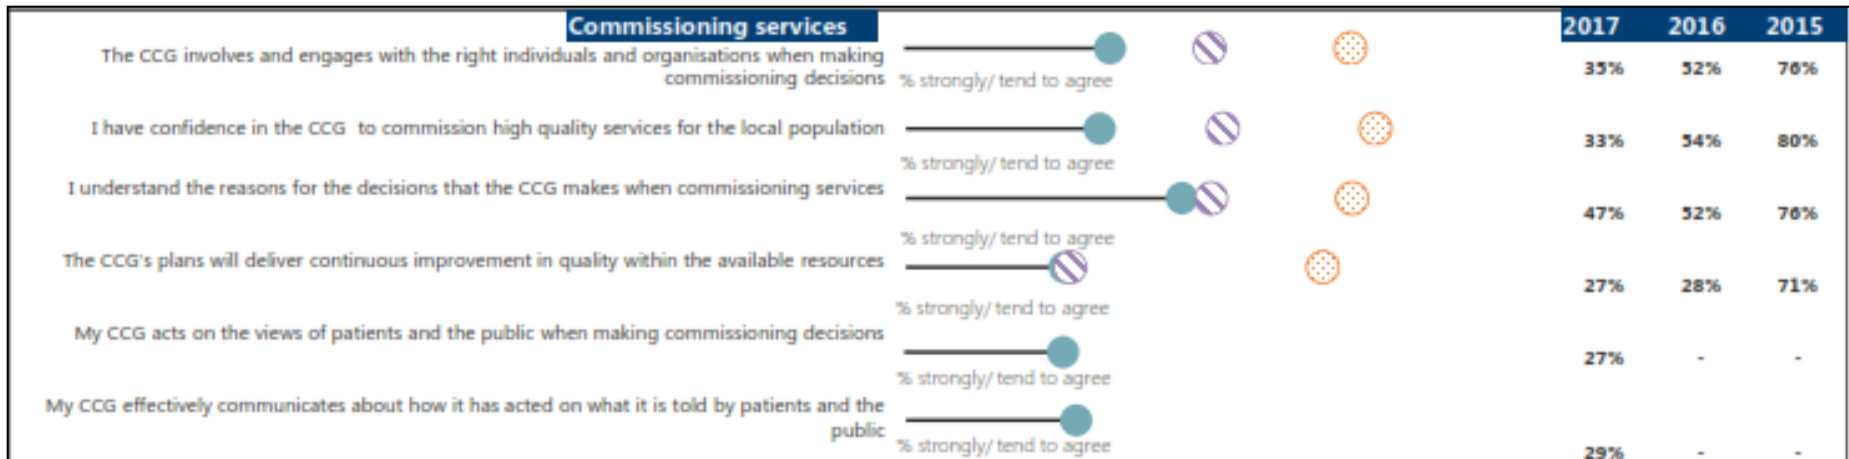 Commissioning services 2017 2016 2015
The CCG involves and engages with the right individuals and organisations when making
commissioning decisions
% strongly/ tend to agree
35% 52% 76%
I have confidence in the CCG to commission high quality services for the local population
% strongly/ tend to agree
33% 54% 80%
I understand the reasons for the decisions that the CCG makes when commissioning services
% strongly/ tend to agree
47% 52% 76%
The CCG's plans will deliver continuous improvement in quality within the available resources
% strongly/ tend to agree
27% 28% 71%
My CCG acts on the views of patients and the public when making commissioning decisions
% strongly/ tend to agree
27% - -
My CCG effectively communicates about how it has acted on what it is told by patients and the
public
% strongly/ tend to agree
29% - -